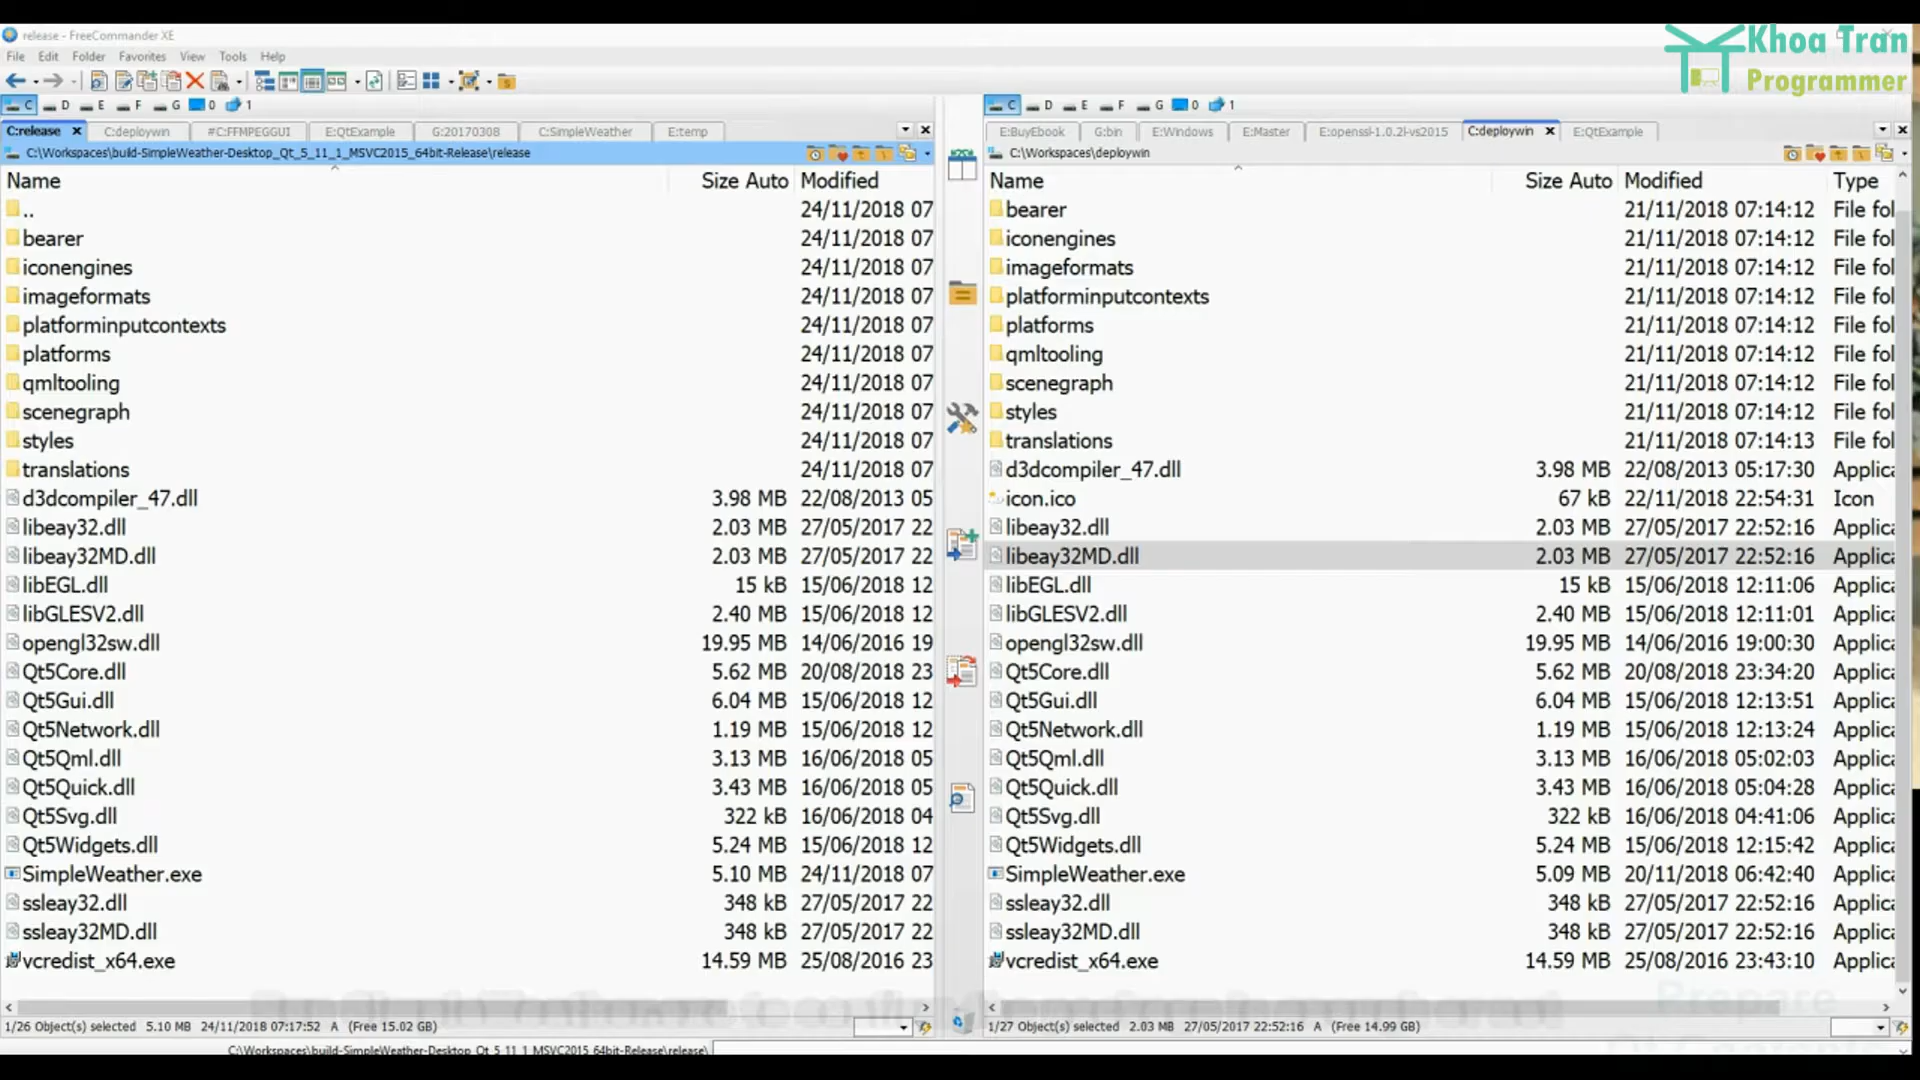 release - FreeCommander XE
File Edit Folder Favorites View Tools Help
C D E F G 0 1
C:release C:deploywin #C:FFMPEGGUI E:QtExample G:20170308 C:SimpleWeather E:temp
C:\Workspaces\build-SimpleWeather-Desktop_Qt_5_11_1_MSVC2015_64bit-Release\release
Name Size Auto Modified
.. 24/11/2018 07
bearer 24/11/2018 07
iconengines 24/11/2018 07
imageformats 24/11/2018 07
platforminputcontexts 24/11/2018 07
platforms 24/11/2018 07
qmltooling 24/11/2018 07
scenegraph 24/11/2018 07
styles 24/11/2018 07
translations 24/11/2018 07
d3dcompiler_47.dll 3.98 MB 22/08/2013 05
libeay32.dll 2.03 MB 27/05/2017 22
libeay32MD.dll 2.03 MB 27/05/2017 22
libEGL.dll 15 kB 15/06/2018 12
libGLESV2.dll 2.40 MB 15/06/2018 12
opengl32sw.dll 19.95 MB 14/06/2016 19
Qt5Core.dll 5.62 MB 20/08/2018 23
Qt5Gui.dll 6.04 MB 15/06/2018 12
Qt5Network.dll 1.19 MB 15/06/2018 12
Qt5Qml.dll 3.13 MB 16/06/2018 05
Qt5Quick.dll 3.43 MB 16/06/2018 05
Qt5Svg.dll 322 kB 16/06/2018 04
Qt5Widgets.dll 5.24 MB 15/06/2018 12
SimpleWeather.exe 5.10 MB 24/11/2018 07
ssleay32.dll 348 kB 27/05/2017 22
ssleay32MD.dll 348 kB 27/05/2017 22
vcredist_x64.exe 14.59 MB 25/08/2016 23
1/26 Object(s) selected 5.10 MB 24/11/2018 07:17:52 A (Free 15.02 GB)
C:\Workspaces\build-SimpleWeather-Desktop_Qt_5_11_1_MSVC2015_64bit-Release\release\
Khoa Tran
Programmer
C D E F G 0 1
E:BuyEbook G:bin E:Windows E:Master E:openssl-1.0.2l-vs2015 C:deploywin E:QtExample
C:\Workspaces\deploywin
Name Size Auto Modified Type
bearer 21/11/2018 07:14:12 File fol
iconengines 21/11/2018 07:14:12 File fol
imageformats 21/11/2018 07:14:12 File fol
platforminputcontexts 21/11/2018 07:14:12 File fol
platforms 21/11/2018 07:14:12 File fol
qmltooling 21/11/2018 07:14:12 File fol
scenegraph 21/11/2018 07:14:12 File fol
styles 21/11/2018 07:14:12 File fol
translations 21/11/2018 07:14:13 File fol
d3dcompiler_47.dll 3.98 MB 22/08/2013 05:17:30 Applica
icon.ico 67 kB 22/11/2018 22:54:31 Icon
libeay32.dll 2.03 MB 27/05/2017 22:52:16 Applica
libeay32MD.dll 2.03 MB 27/05/2017 22:52:16 Applica
libEGL.dll 15 kB 15/06/2018 12:11:06 Applica
libGLESV2.dll 2.40 MB 15/06/2018 12:11:01 Applica
opengl32sw.dll 19.95 MB 14/06/2016 19:00:30 Applica
Qt5Core.dll 5.62 MB 20/08/2018 23:34:20 Applica
Qt5Gui.dll 6.04 MB 15/06/2018 12:13:51 Applica
Qt5Network.dll 1.19 MB 15/06/2018 12:13:24 Applica
Qt5Qml.dll 3.13 MB 16/06/2018 05:02:03 Applica
Qt5Quick.dll 3.43 MB 16/06/2018 05:04:28 Applica
Qt5Svg.dll 322 kB 16/06/2018 04:41:06 Applica
Qt5Widgets.dll 5.24 MB 15/06/2018 12:15:42 Applica
SimpleWeather.exe 5.09 MB 20/11/2018 06:42:40 Applica
ssleay32.dll 348 kB 27/05/2017 22:52:16 Applica
ssleay32MD.dll 348 kB 27/05/2017 22:52:16 Applica
vcredist_x64.exe 14.59 MB 25/08/2016 23:43:10 Applica
Prepare
1/27 Object(s) selected 2.03 MB 27/05/2017 22:52:16 A (Free 14.99 GB)